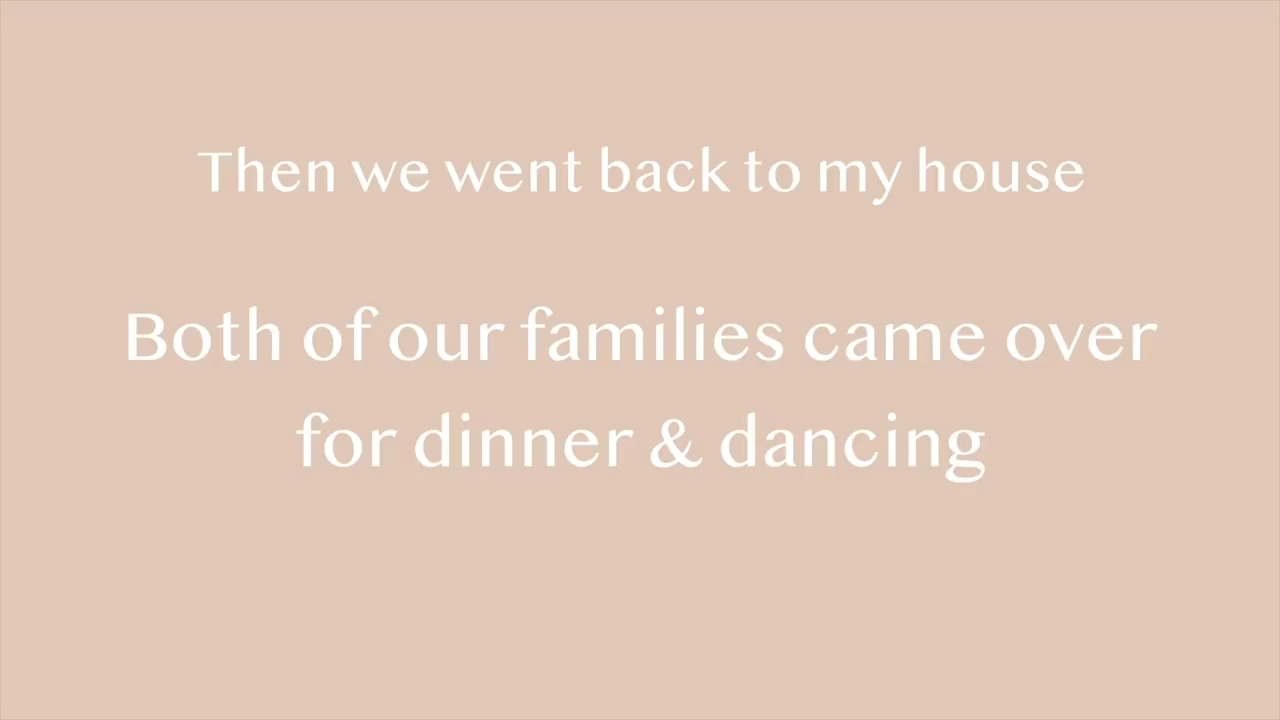 Then we went back to my house
Both of our families came over
for dinner & dancing